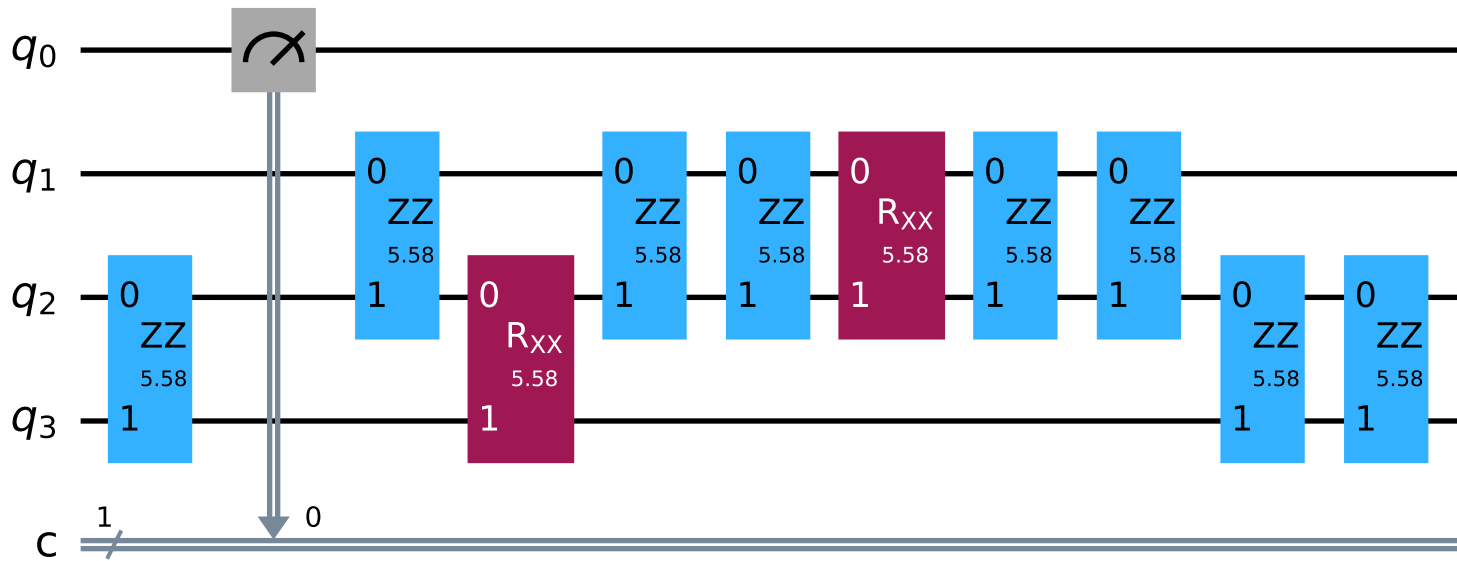 q0
0 0 0 0 0 0
q1
ZZ ZZ ZZ RXX ZZ ZZ
5.58 5.58 5.58 5.58 5.58 5.58
0 1 0 1 1 1 1 1 0 0
q2
ZZ RXX ZZ ZZ
5.58 5.58 5.58 5.58
1 1 1 1
q3
1 0
c